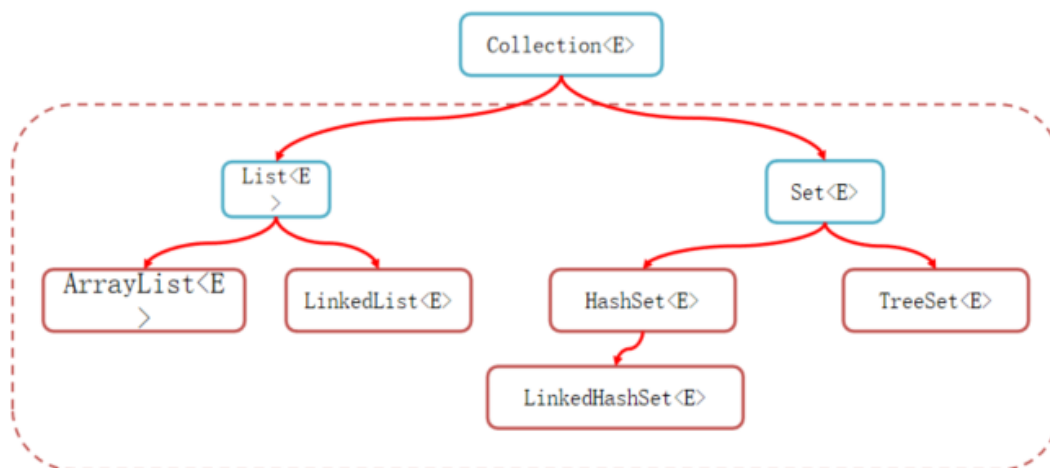 Collection<E>
List<E
>
Set<E>
ArrayList<E
>
LinkedList<E>
HashSet<E>
TreeSet<E>
LinkedHashSet<E>